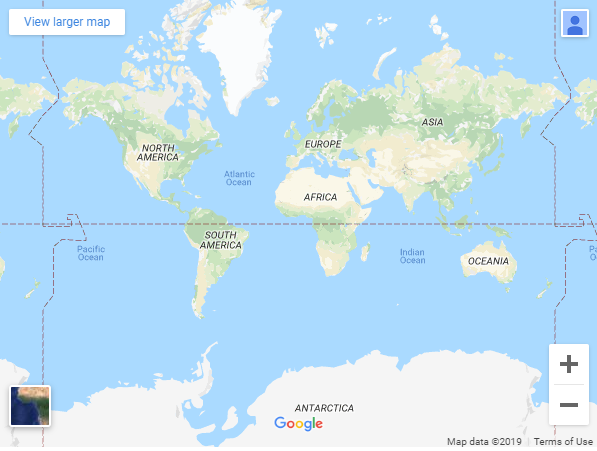 View larger map
ASIA
NORTH
AMERICA
EUROPE
Atlantic
Ocean
AFRICA
SOUTH
AMERICA
Pacific
Ocean
Indian
Ocean
OCEANIA
Pa
O
ANTARCTICA
Google
Map data ©2019
Terms of Use